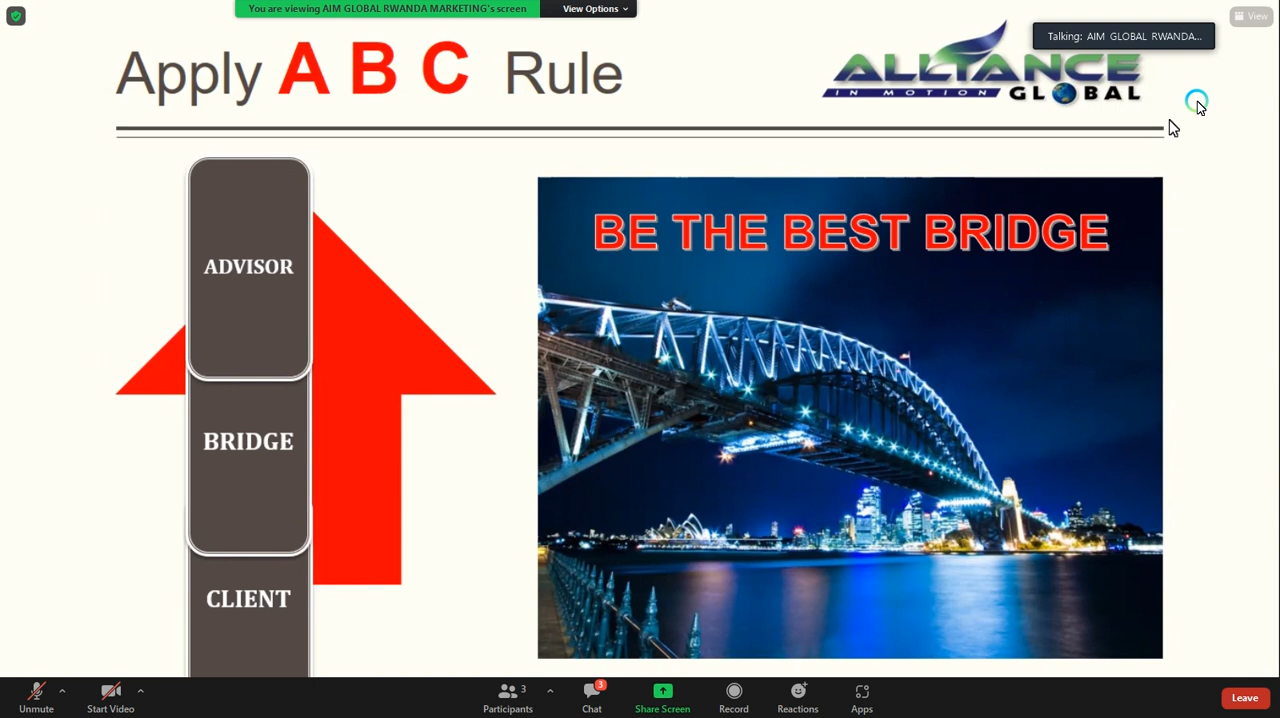 You are viewing AIM GLOBAL RWANDA MARKETING's screen
View Options
View
Talking: AIM GLOBAL RWANDA...
Apply A B C Rule
ALLIANCE
IN MOTION
GLOBAL
BE THE BEST BRIDGE
ADVISOR
BRIDGE
CLIENT
Unmute
Start Video
3
Participants
3
Chat
Share Screen
Record
Reactions
Apps
Leave